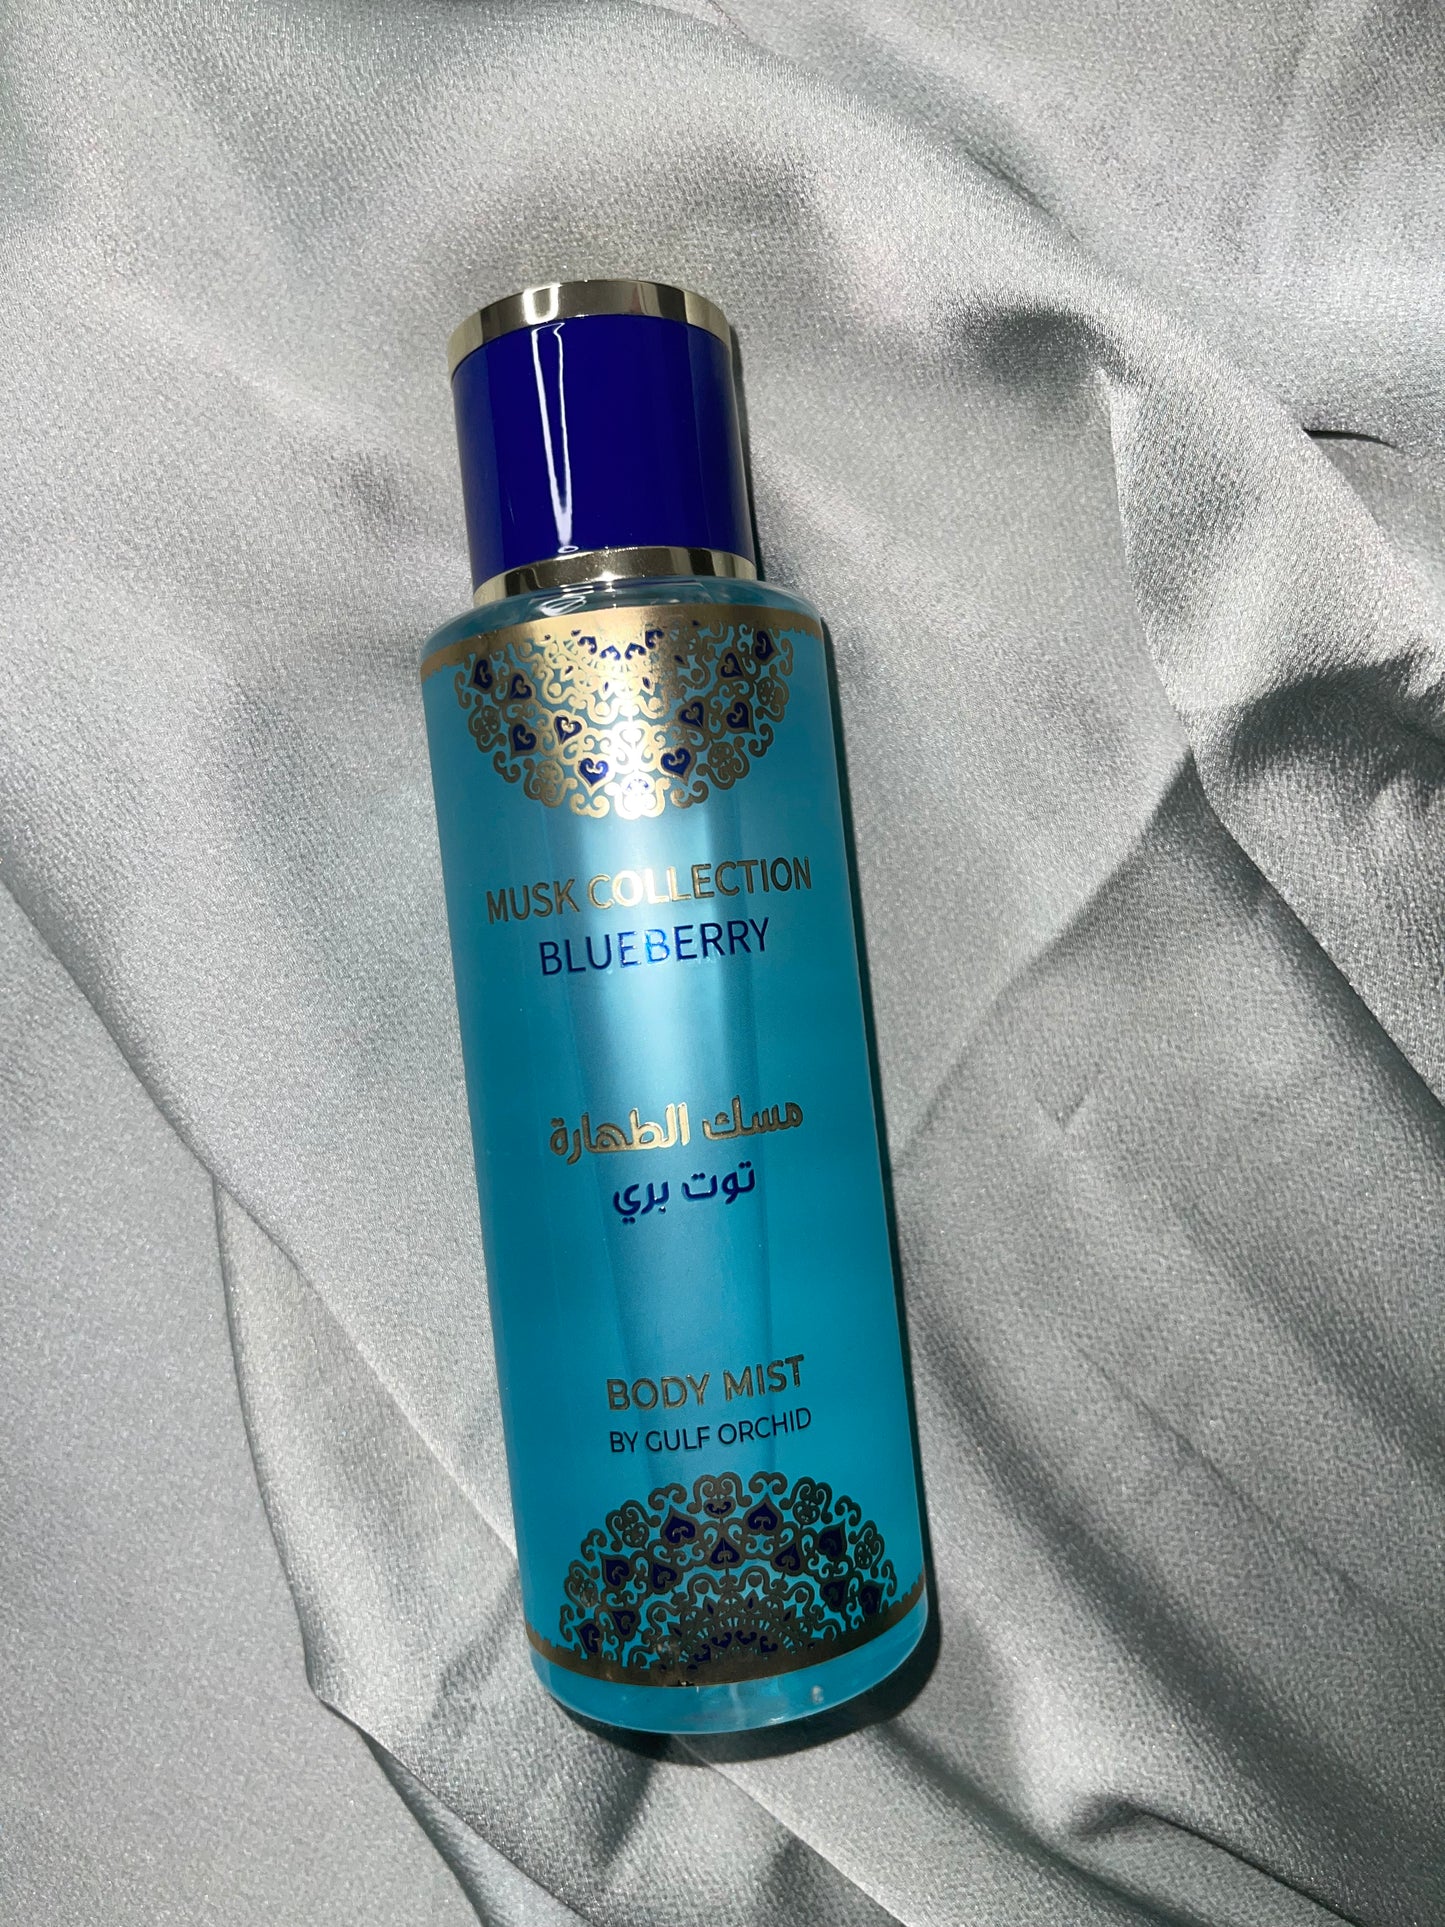 MUSK COLLECTION
BLUEBERRY
مسك الطهارة
توت بري
BODY MIST
BY GULF ORCHID